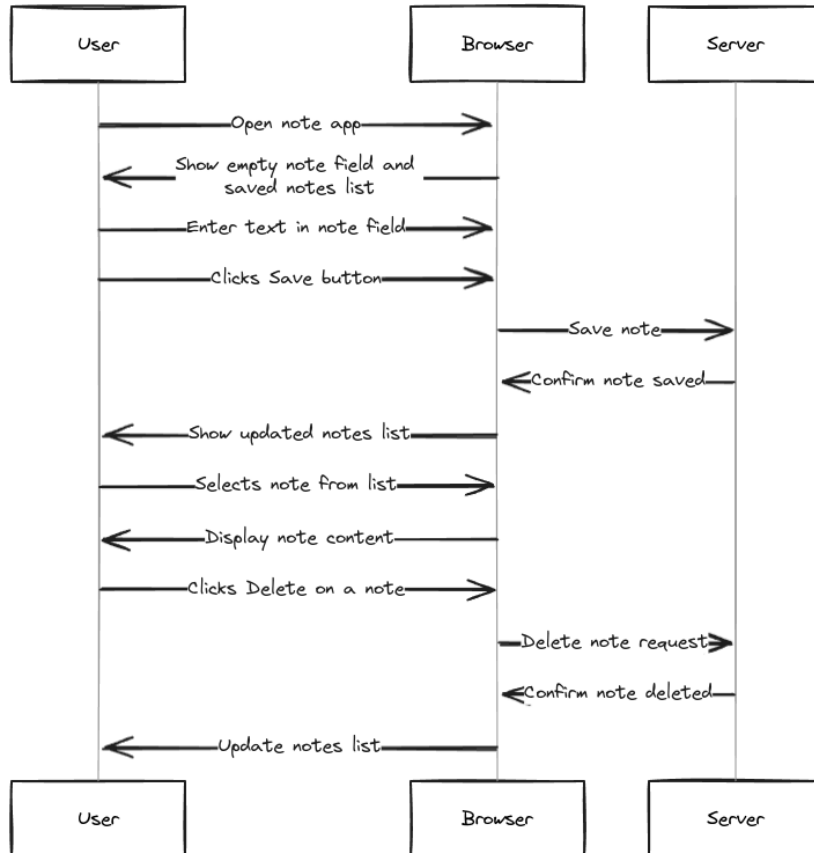 User
Browser
Server
Open note app
Show empty note field and
saved notes list
Enter text in note field
Clicks Save button
Save note
Confirm note saved
Show updated notes list
Selects note from list
Display note content
Clicks Delete on a note
Delete note request
Confirm note deleted
Update notes list
User
Browser
Server